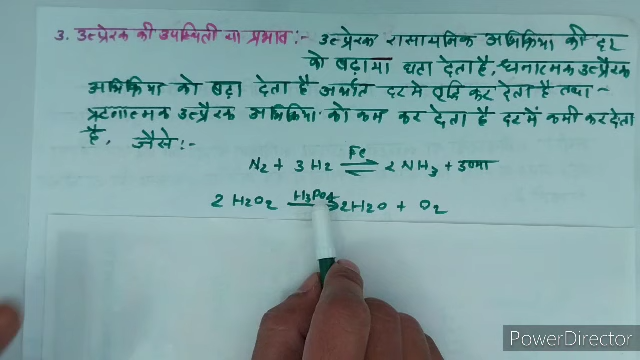 3. उत्प्रेरक की उपस्थिती या प्रभाव :- उत्प्रेरक रासायनिक अभिक्रिया की दर
को बढ़ा या घटा देता है, धनात्मक उत्प्रेरक
अभिक्रिया को बढ़ा देता है अर्थात दर में वृद्धि कर देता है तथा -
ऋणात्मक उत्प्रेरक अभिक्रिया को कम कर देता है दर में कमी कर देता
है, जैसे :-
N₂ + 3H₂ ⇌ 2NH₃ + ऊष्मा
Fe
2H₂O₂ → 2H₂O + O₂
H₃PO₄
PowerDirector